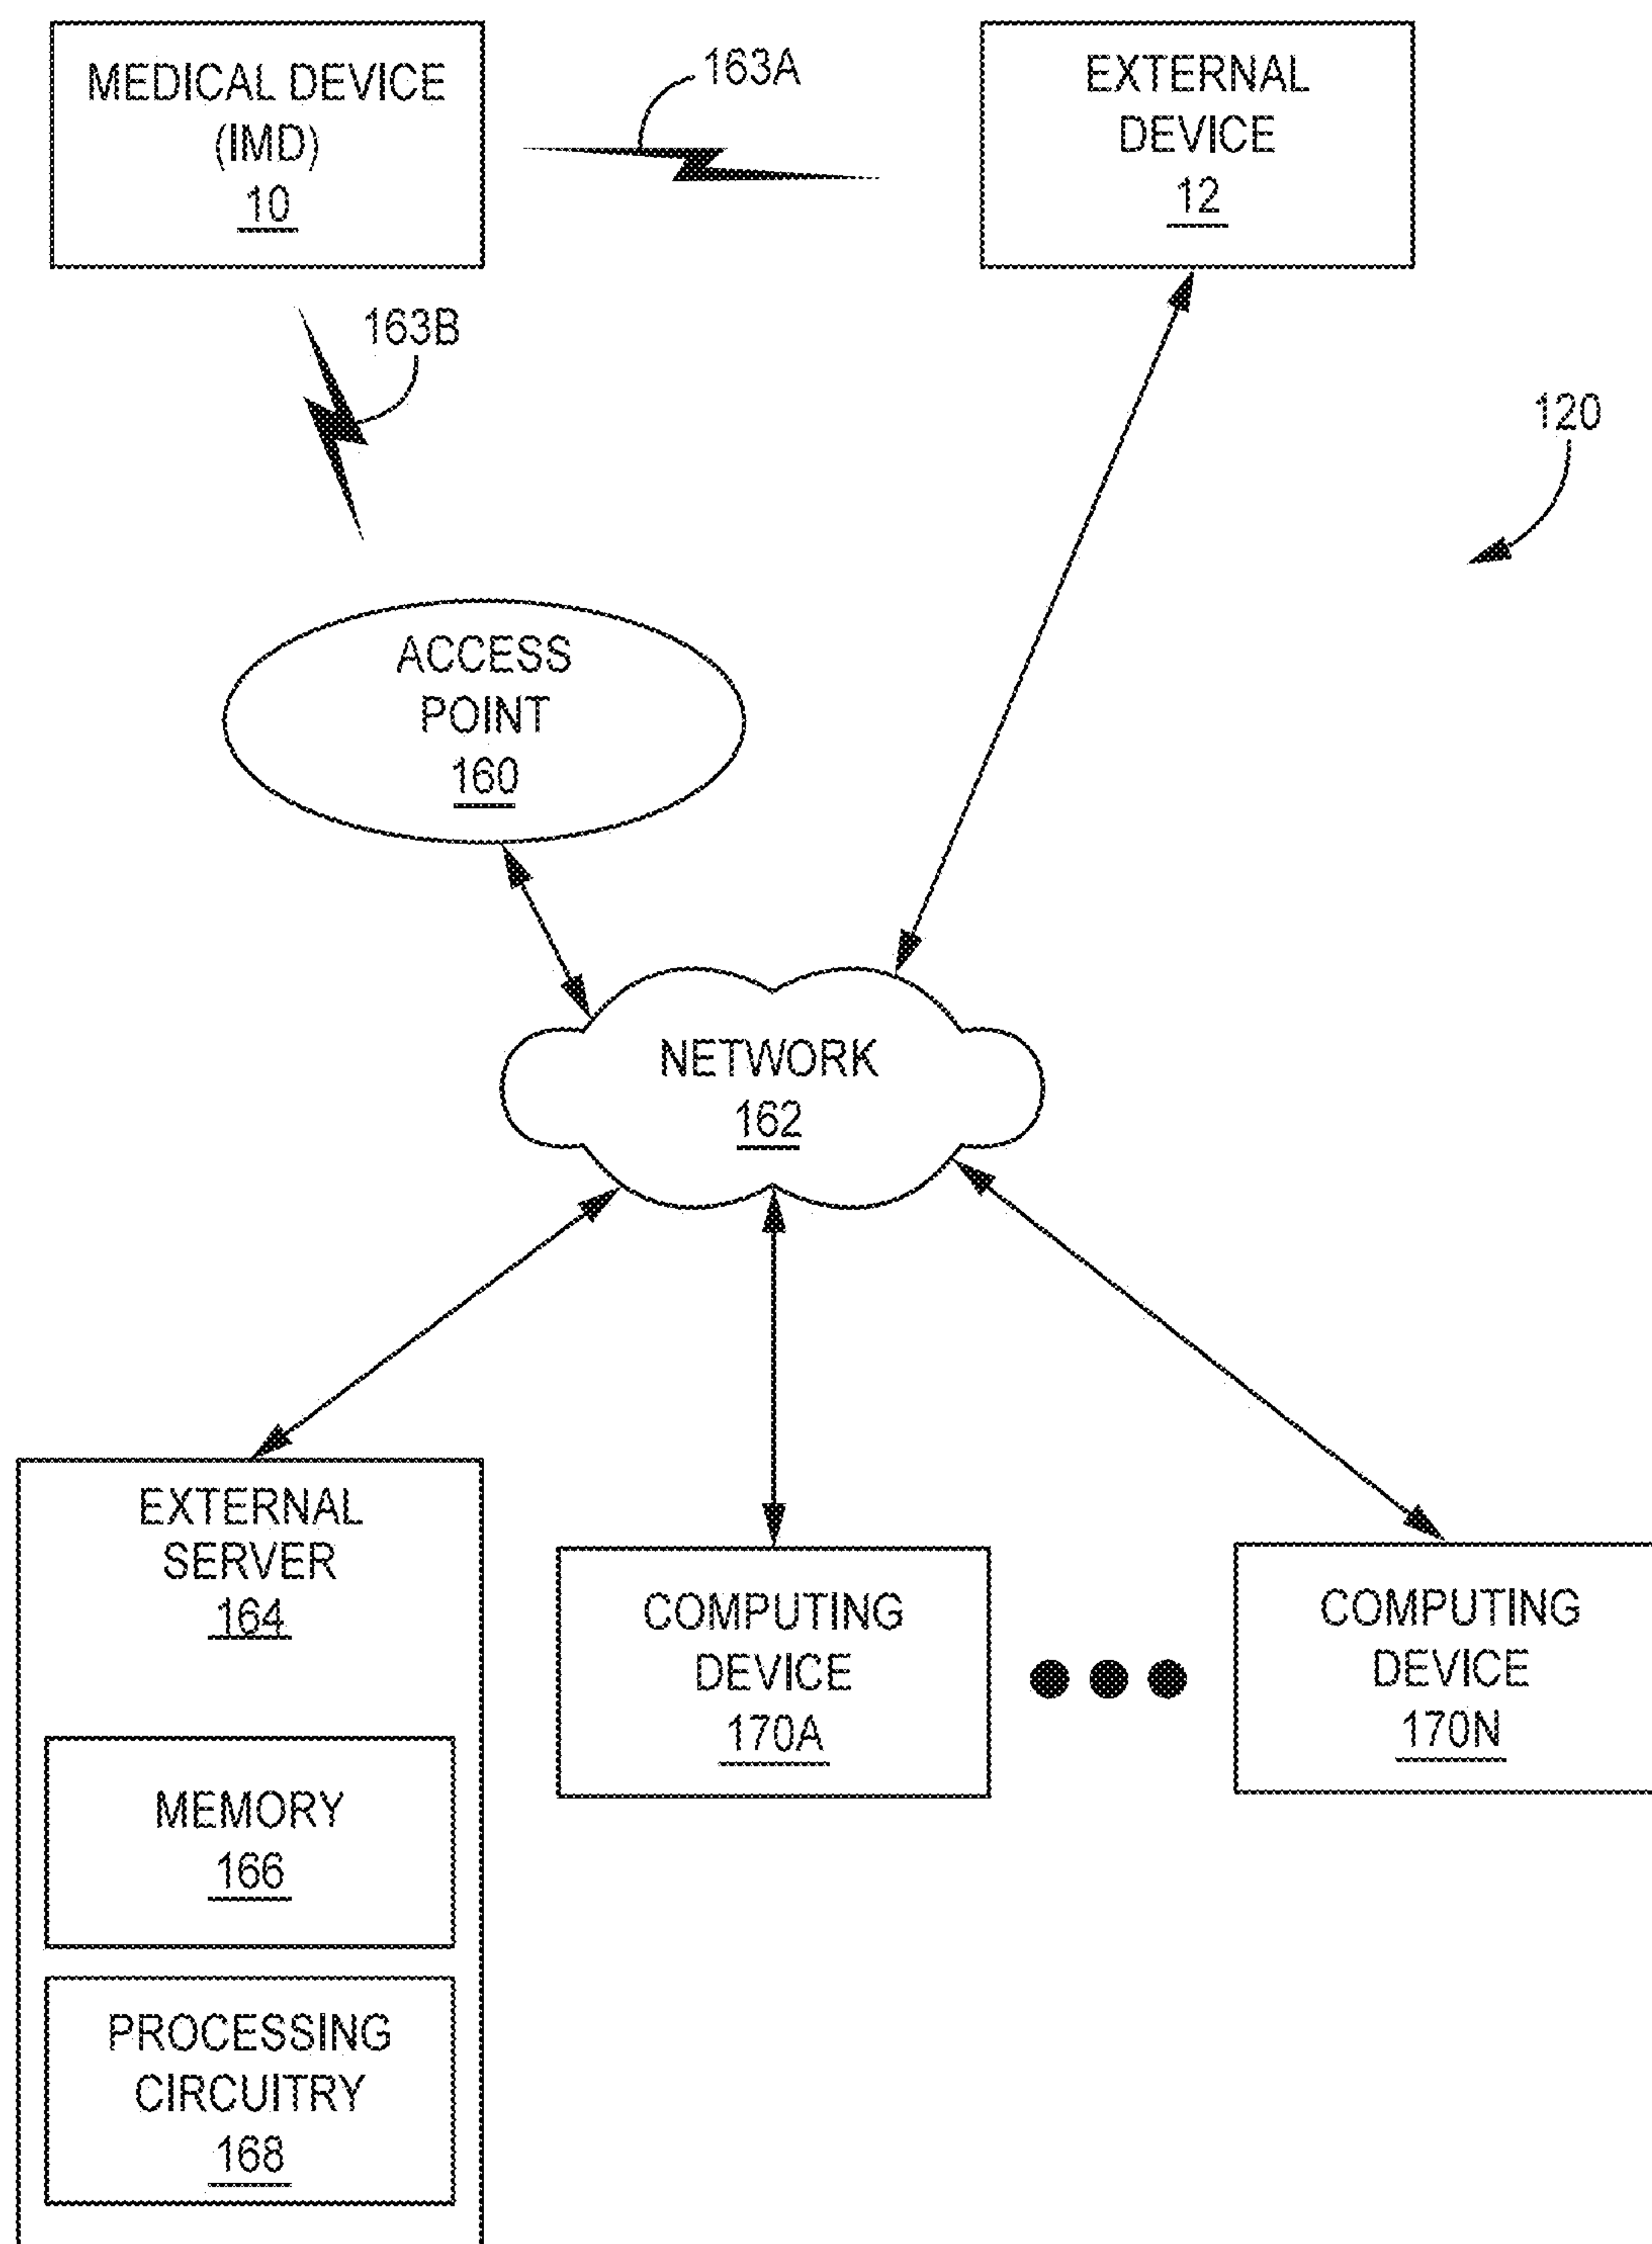 MEDICAL DEVICE
(IMD)
10
163A
EXTERNAL
DEVICE
12
163B
120
ACCESS
POINT
160
NETWORK
162
EXTERNAL
SERVER
164
MEMORY
166
PROCESSING
CIRCUITRY
168
COMPUTING
DEVICE
170A
COMPUTING
DEVICE
170N